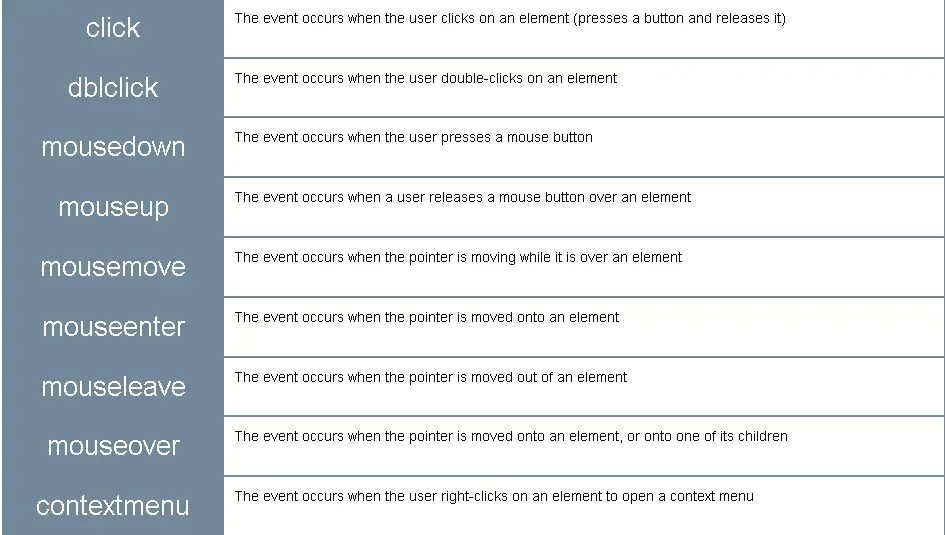 click
The event occurs when the user clicks on an element (presses a button and releases it)
dblclick
The event occurs when the user double-clicks on an element
mousedown
The event occurs when the user presses a mouse button
mouseup
The event occurs when a user releases a mouse button over an element
mousemove
The event occurs when the pointer is moving while it is over an element
mouseenter
The event occurs when the pointer is moved onto an element
mouseleave
The event occurs when the pointer is moved out of an element
mouseover
The event occurs when the pointer is moved onto an element, or onto one of its children
contextmenu
The event occurs when the user right-clicks on an element to open a context menu